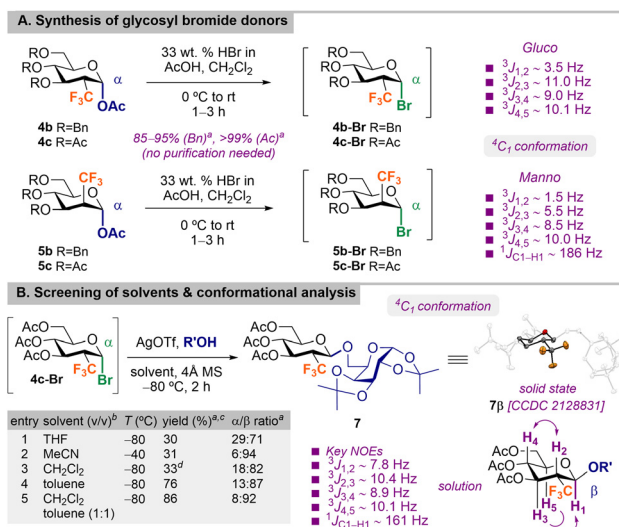 A. Synthesis of glycosyl bromide donors
RO
RO
RO
F3C
OAc
α
4b R=Bn
4c R=Ac
33 wt. % HBr in
AcOH, CH2Cl2
0 ºC to rt
1–3 h
85–95% (Bn)a, >99% (Ac)a
(no purification needed)
RO
RO
RO
F3C
Br
α
4b-Br R=Bn
4c-Br R=Ac
Gluco
3J1,2 ~ 3.5 Hz
3J2,3 ~ 11.0 Hz
3J3,4 ~ 9.0 Hz
3J4,5 ~ 10.1 Hz
4C1 conformation
RO
RO
RO
CF3
OAc
α
5b R=Bn
5c R=Ac
33 wt. % HBr in
AcOH, CH2Cl2
0 ºC to rt
1–3 h
RO
RO
RO
CF3
Br
α
5b-Br R=Bn
5c-Br R=Ac
Manno
3J1,2 ~ 1.5 Hz
3J2,3 ~ 5.5 Hz
3J3,4 ~ 8.5 Hz
3J4,5 ~ 10.0 Hz
1JC1–H1 ~ 186 Hz
B. Screening of solvents & conformational analysis
AcO
AcO
AcO
F3C
Br
α
4c-Br
AgOTf, R'OH
solvent, 4Å MS
−80 ºC, 2 h
AcO
AcO
AcO
F3C
O
O
O
O
O
O
7
4C1 conformation
solid state
7β [CCDC 2128831]
entry solvent (v/v)b T (ºC) yield (%)a,c α/β ratioa
1 THF −80 30 29:71
2 MeCN −40 31 6:94
3 CH2Cl2 −80 33d 18:82
4 toluene −80 76 13:87
5 CH2Cl2 −80 86 8:92
toluene (1:1)
Key NOEs
3J1,2 ~ 7.8 Hz
3J2,3 ~ 10.4 Hz
3J3,4 ~ 8.9 Hz
3J4,5 ~ 10.1 Hz
1JC1–H1 ~ 161 Hz
solution
H4
H2
AcO
AcO
AcO
O
OR'
F3C
β
H5
H3
H1